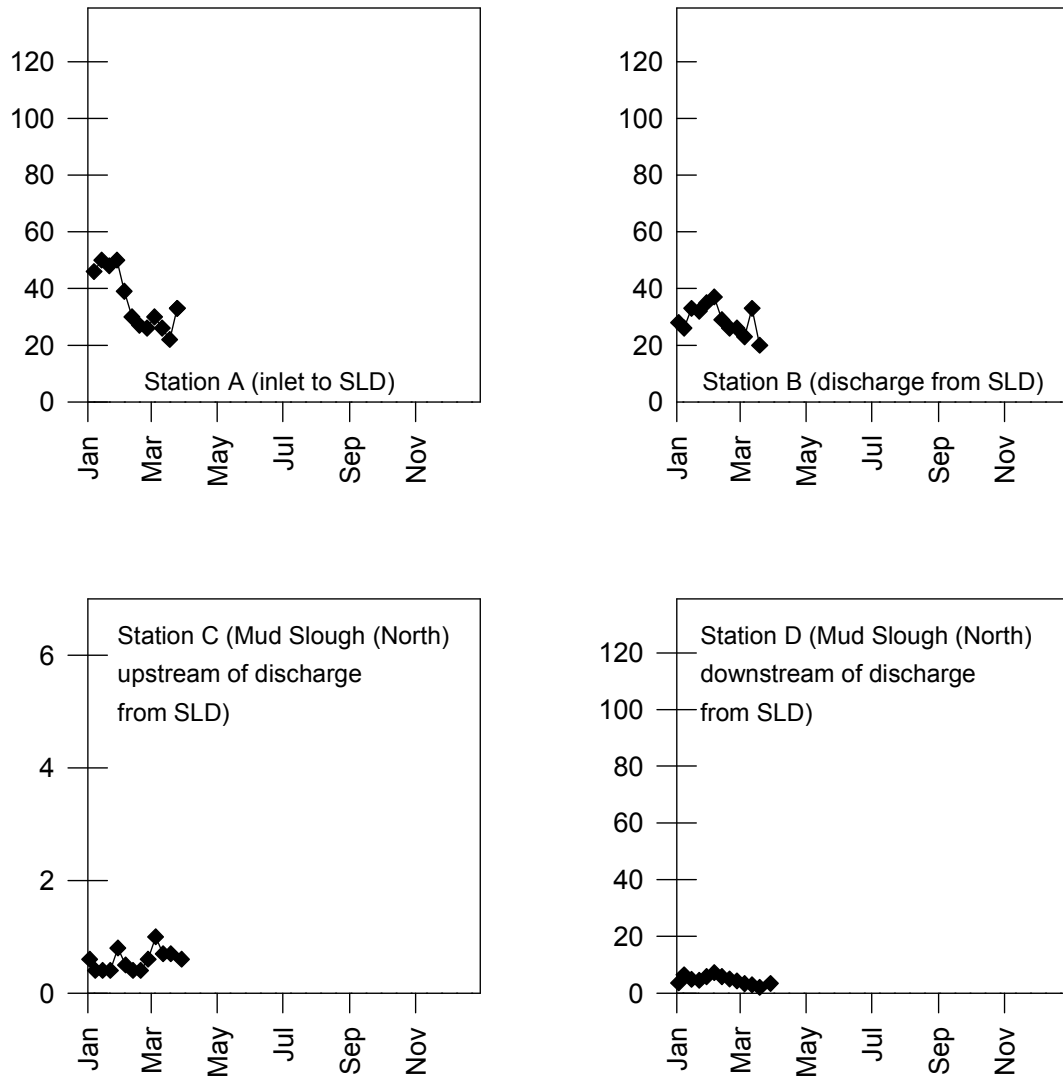 120
100
80
60
40
20
0
Station A (inlet to SLD)
Jan
Mar
May
Jul
Sep
Nov
120
100
80
60
40
20
0
Station B (discharge from SLD)
Jan
Mar
May
Jul
Sep
Nov
Station C (Mud Slough (North)
upstream of discharge
from SLD)
6
4
2
0
Jan
Mar
May
Jul
Sep
Nov
Station D (Mud Slough (North)
downstream of discharge
from SLD)
120
100
80
60
40
20
0
Jan
Mar
May
Jul
Sep
Nov